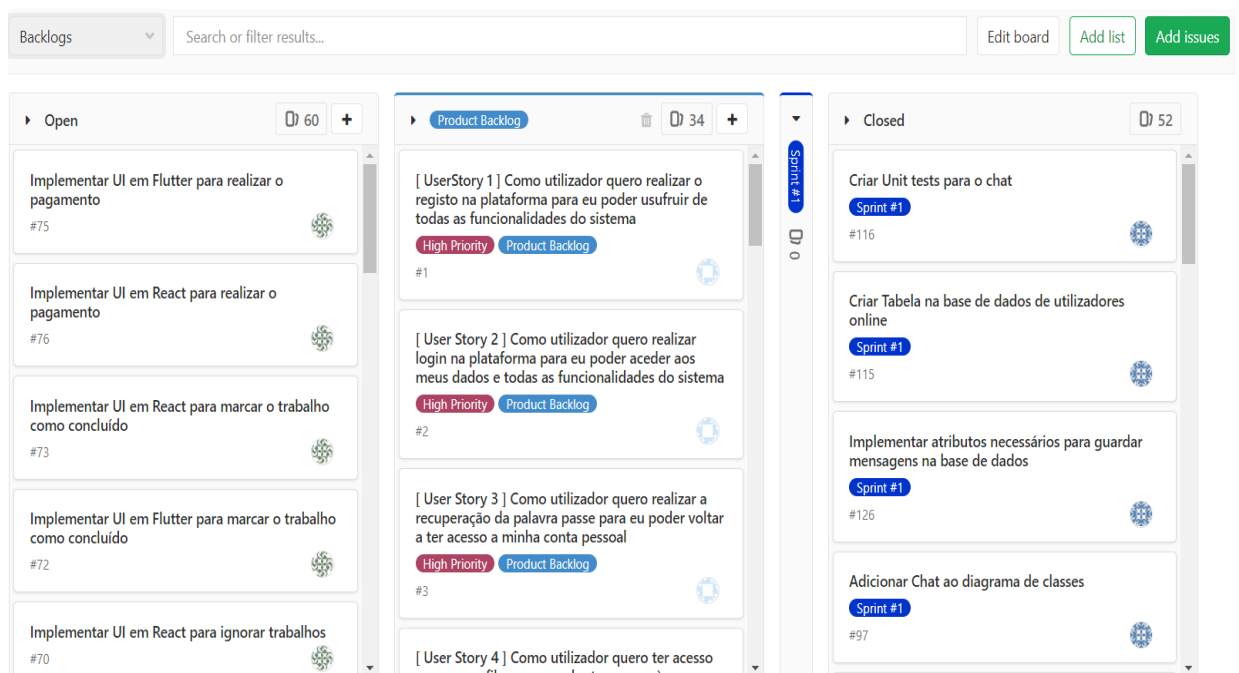 Backlogs
Search or filter results...
Edit board
Add list
Add issues
Open
60
+
Implementar UI em Flutter para realizar o
pagamento
#75
Implementar UI em React para realizar o
pagamento
#76
Implementar UI em React para marcar o trabalho
como concluído
#73
Implementar UI em Flutter para marcar o trabalho
como concluído
#72
Implementar UI em React para ignorar trabalhos
#70
Product Backlog
34
+
[ UserStory 1 ] Como utilizador quero realizar o
registo na plataforma para eu poder usufruir de
todas as funcionalidades do sistema
High Priority Product Backlog
#1
[ User Story 2 ] Como utilizador quero realizar
login na plataforma para eu poder aceder aos
meus dados e todas as funcionalidades do sistema
High Priority Product Backlog
#2
[ User Story 3 ] Como utilizador quero realizar a
recuperação da palavra passe para eu poder voltar
a ter acesso a minha conta pessoal
High Priority Product Backlog
#3
[ User Story 4 ] Como utilizador quero ter acesso
Sprint #1
0
Closed
52
Criar Unit tests para o chat
Sprint #1
#116
Criar Tabela na base de dados de utilizadores
online
Sprint #1
#115
Implementar atributos necessários para guardar
mensagens na base de dados
Sprint #1
#126
Adicionar Chat ao diagrama de classes
Sprint #1
#97